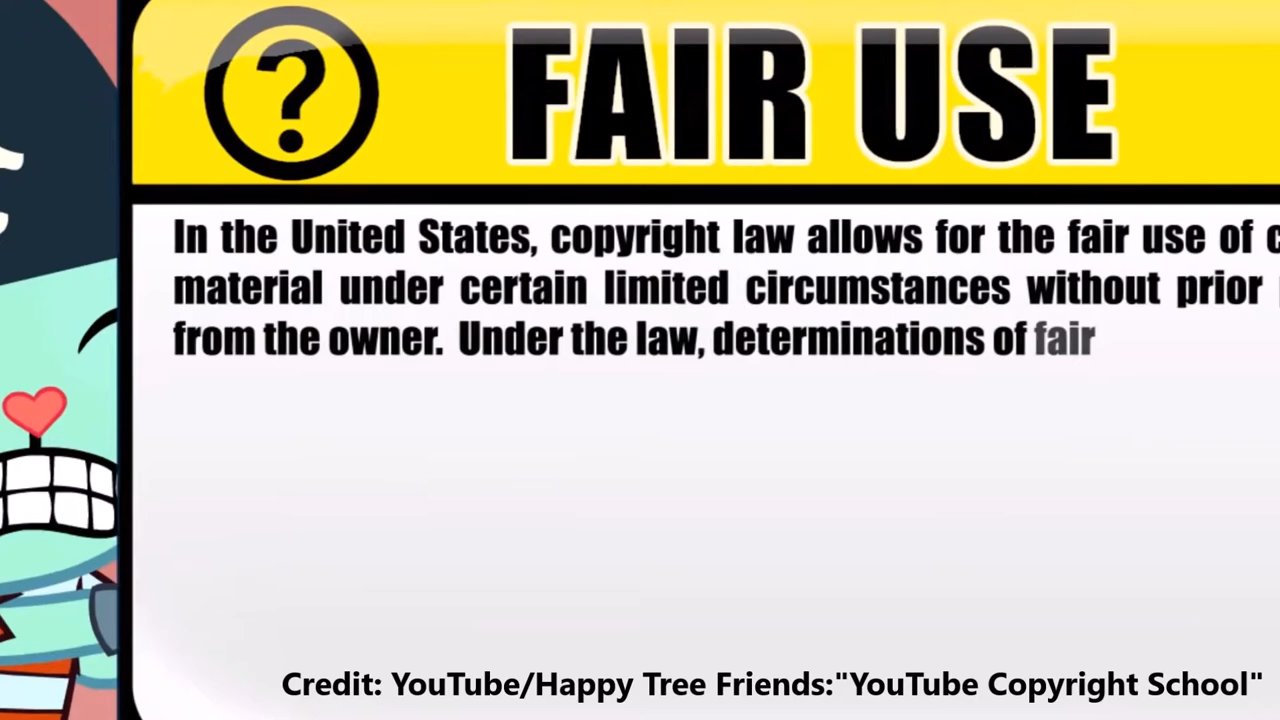 ?
FAIR USE
In the United States, copyright law allows for the fair use of
material under certain limited circumstances without prior
from the owner. Under the law, determinations of fair
Credit: YouTube/Happy Tree Friends:"YouTube Copyright School"